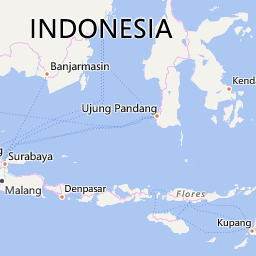 INDONESIA
Banjarmasin
Kend
Ujung Pandang
g
Surabaya
Malang
Denpasar
Flores
Kupang